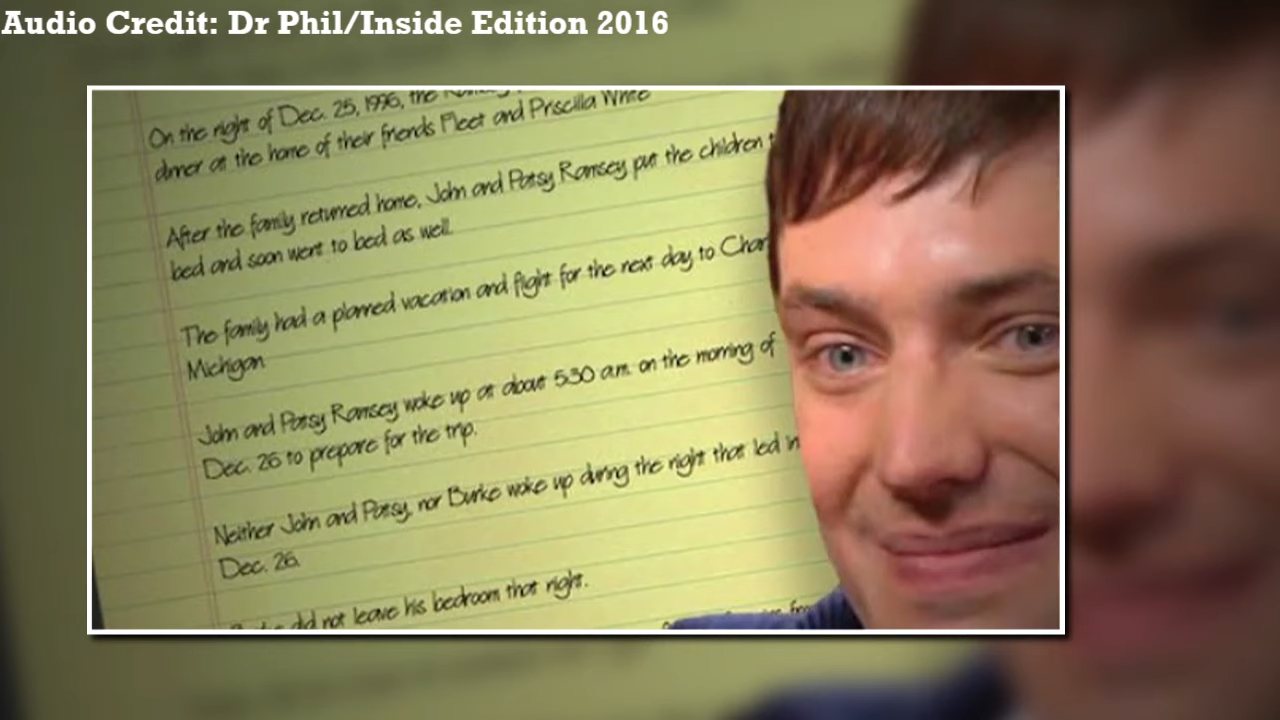 Audio Credit: Dr Phil/Inside Edition 2016
On the night of Dec. 25, 1996, the
dinner at the home of their friends Fleet and Priscilla White
After the family returned home, John and Patsy Ramsey put the children
bed and soon went to bed as well.
The family had a planned vacation and flight for the next day to Char
Michigan
John and Patsy Ramsey woke up at about 5:30 a.m. on the morning of
Dec. 26 to prepare for the trip.
Neither John and Patsy, nor Burke woke up during the night that led in
Dec. 26.
did not leave his bedroom that night.